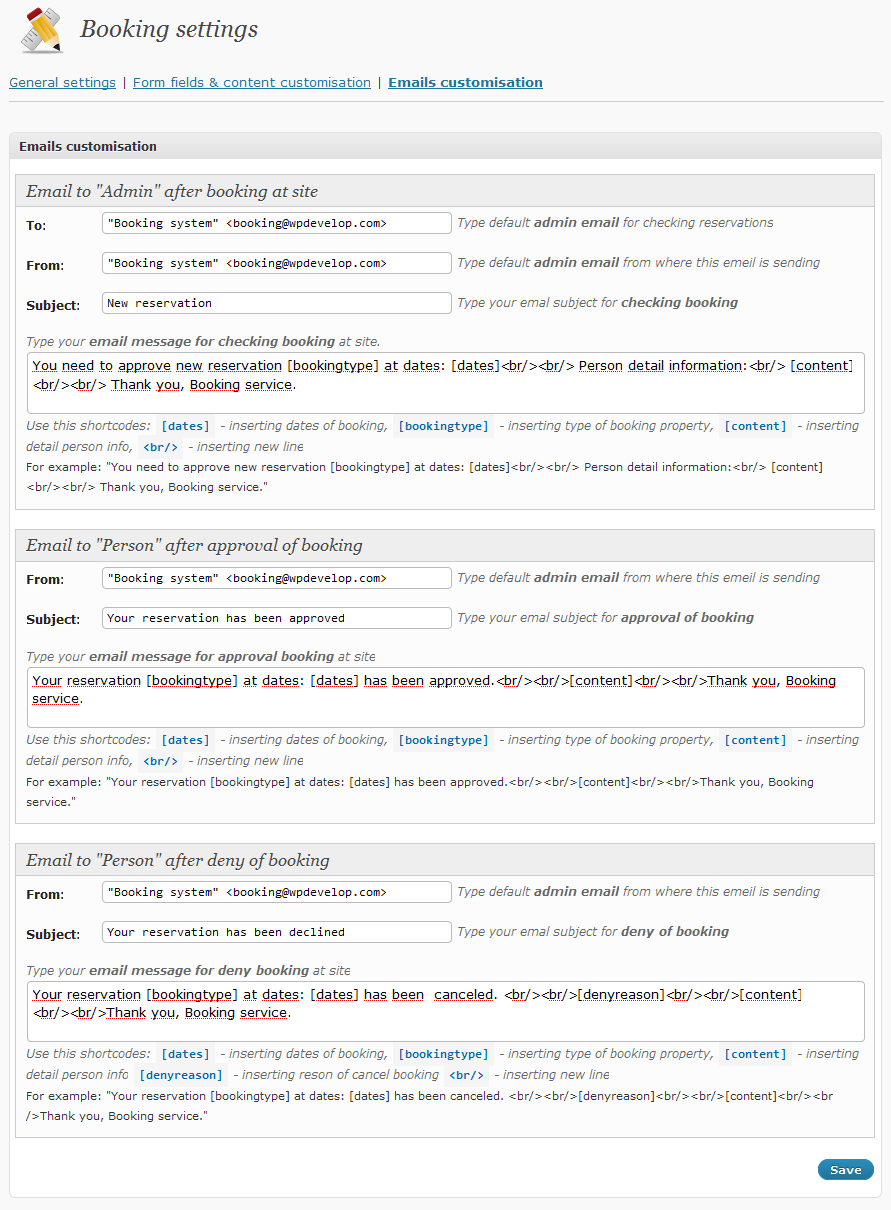 Booking settings
General settings | Form fields & content customisation | Emails customisation
Emails customisation
Email to "Admin" after booking at site
To: "Booking system" <booking@wpdevelop.com> Type default admin email for checking reservations
From: "Booking system" <booking@wpdevelop.com> Type default admin email from where this emeil is sending
Subject: New reservation Type your emal subject for checking booking
Type your email message for checking booking at site.
You need to approve new reservation [bookingtype] at dates: [dates]<br/><br/> Person detail information:<br/> [content]
<br/><br/> Thank you, Booking service.
Use this shortcodes: [dates] - inserting dates of booking, [bookingtype] - inserting type of booking property, [content] - inserting
detail person info, <br/> - inserting new line
For example: "You need to approve new reservation [bookingtype] at dates: [dates]<br/><br/> Person detail information:<br/> [content]
<br/><br/> Thank you, Booking service."
Email to "Person" after approval of booking
From: "Booking system" <booking@wpdevelop.com> Type default admin email from where this emeil is sending
Subject: Your reservation has been approved Type your emal subject for approval of booking
Type your email message for approval booking at site
Your reservation [bookingtype] at dates: [dates] has been approved.<br/><br/>[content]<br/><br/>Thank you, Booking
service.
Use this shortcodes: [dates] - inserting dates of booking, [bookingtype] - inserting type of booking property, [content] - inserting
detail person info, <br/> - inserting new line
For example: "Your reservation [bookingtype] at dates: [dates] has been approved.<br/><br/>[content]<br/><br/>Thank you, Booking
service."
Email to "Person" after deny of booking
From: "Booking system" <booking@wpdevelop.com> Type default admin email from where this emeil is sending
Subject: Your reservation has been declined Type your emal subject for deny of booking
Type your email message for deny booking at site
Your reservation [bookingtype] at dates: [dates] has been  canceled. <br/><br/>[denyreason]<br/><br/>[content]
<br/><br/>Thank you, Booking service.
Use this shortcodes: [dates] - inserting dates of booking, [bookingtype] - inserting type of booking property, [content] - inserting
detail person info [denyreason] - inserting reson of cancel booking <br/> - inserting new line
For example: "Your reservation [bookingtype] at dates: [dates] has been canceled. <br/><br/>[denyreason]<br/><br/>[content]<br/><br
/>Thank you, Booking service."
Save